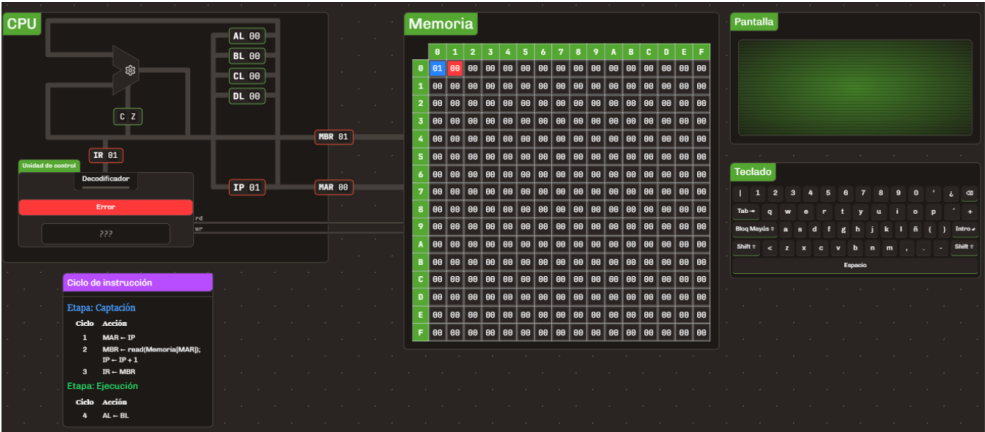 CPU
AL 00
BL 00
CL 00
DL 00
C Z
MBR 01
IR 01
Unidad de control
Decodificador
Error
???
IP 01
MAR 00
rd
wr
Ciclo de instrucción
Etapa: Captación
Ciclo Acción
1 MAR ← IP
2 MBR ← read(Memoria[MAR]);
IP ← IP + 1
3 IR ← MBR
Etapa: Ejecución
Ciclo Acción
4 AL ← BL
Memoria
0 1 2 3 4 5 6 7 8 9 A B C D E F
0 01 00 00 00 00 00 00 00 00 00 00 00 00 00 00 00
1 00 00 00 00 00 00 00 00 00 00 00 00 00 00 00 00
2 00 00 00 00 00 00 00 00 00 00 00 00 00 00 00 00
3 00 00 00 00 00 00 00 00 00 00 00 00 00 00 00 00
4 00 00 00 00 00 00 00 00 00 00 00 00 00 00 00 00
5 00 00 00 00 00 00 00 00 00 00 00 00 00 00 00 00
6 00 00 00 00 00 00 00 00 00 00 00 00 00 00 00 00
7 00 00 00 00 00 00 00 00 00 00 00 00 00 00 00 00
8 00 00 00 00 00 00 00 00 00 00 00 00 00 00 00 00
9 00 00 00 00 00 00 00 00 00 00 00 00 00 00 00 00
A 00 00 00 00 00 00 00 00 00 00 00 00 00 00 00 00
B 00 00 00 00 00 00 00 00 00 00 00 00 00 00 00 00
C 00 00 00 00 00 00 00 00 00 00 00 00 00 00 00 00
D 00 00 00 00 00 00 00 00 00 00 00 00 00 00 00 00
E 00 00 00 00 00 00 00 00 00 00 00 00 00 00 00 00
F 00 00 00 00 00 00 00 00 00 00 00 00 00 00 00 00
Pantalla
Teclado
| 1 2 3 4 5 6 7 8 9 0 ' ¿ ⌫
Tab q w e r t y u i o p ´ +
Bloq Mayús ⇑ a s d f g h j k l ñ { } Intro
Shift ⇑ < z x c v b n m , . - Shift ⇑
Espacio